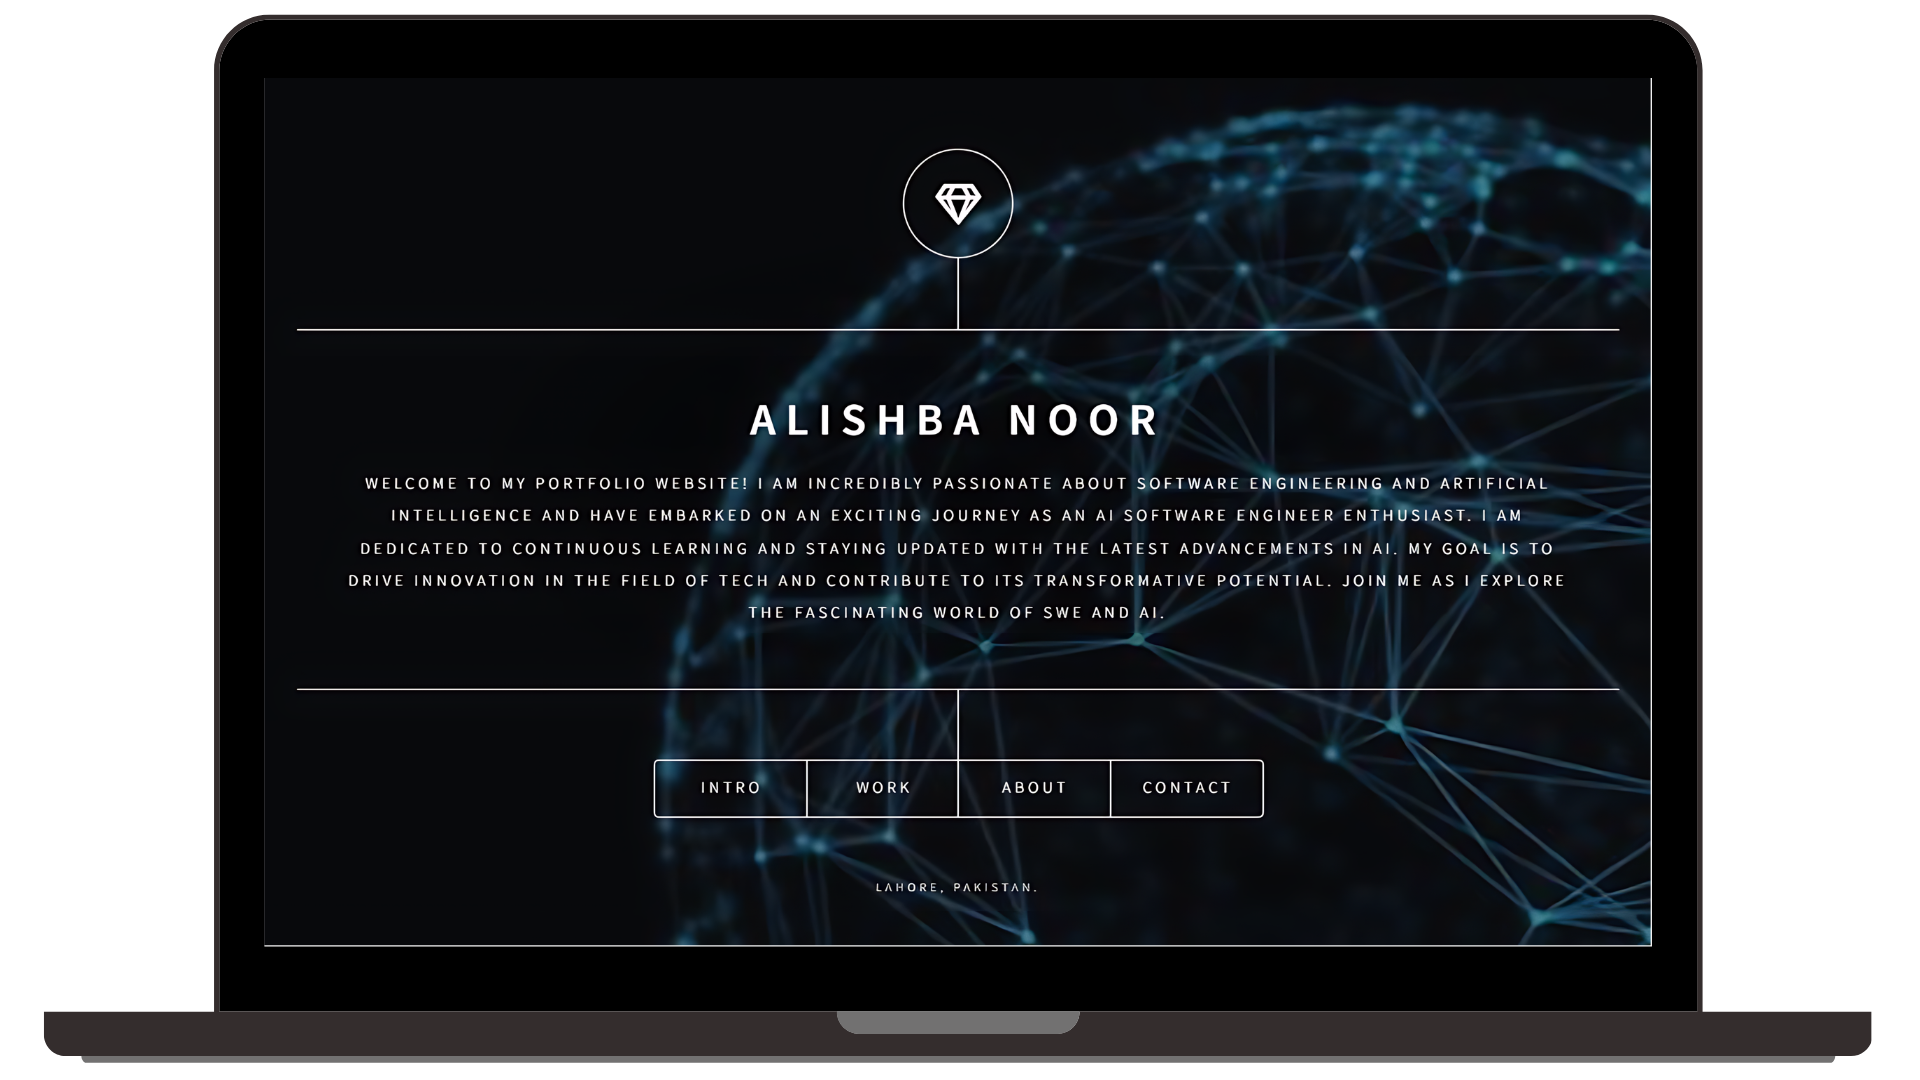 ALISHBA NOOR
WELCOME TO MY PORTFOLIO WEBSITE! I AM INCREDIBLY PASSIONATE ABOUT SOFTWARE ENGINEERING AND ARTIFICIAL
INTELLIGENCE AND HAVE EMBARKED ON AN EXCITING JOURNEY AS AN AI SOFTWARE ENGINEER ENTHUSIAST. I AM
DEDICATED TO CONTINUOUS LEARNING AND STAYING UPDATED WITH THE LATEST ADVANCEMENTS IN AI. MY GOAL IS TO
DRIVE INNOVATION IN THE FIELD OF TECH AND CONTRIBUTE TO ITS TRANSFORMATIVE POTENTIAL. JOIN ME AS I EXPLORE
THE FASCINATING WORLD OF SWE AND AI.
INTRO WORK ABOUT CONTACT
LAHORE, PAKISTAN.